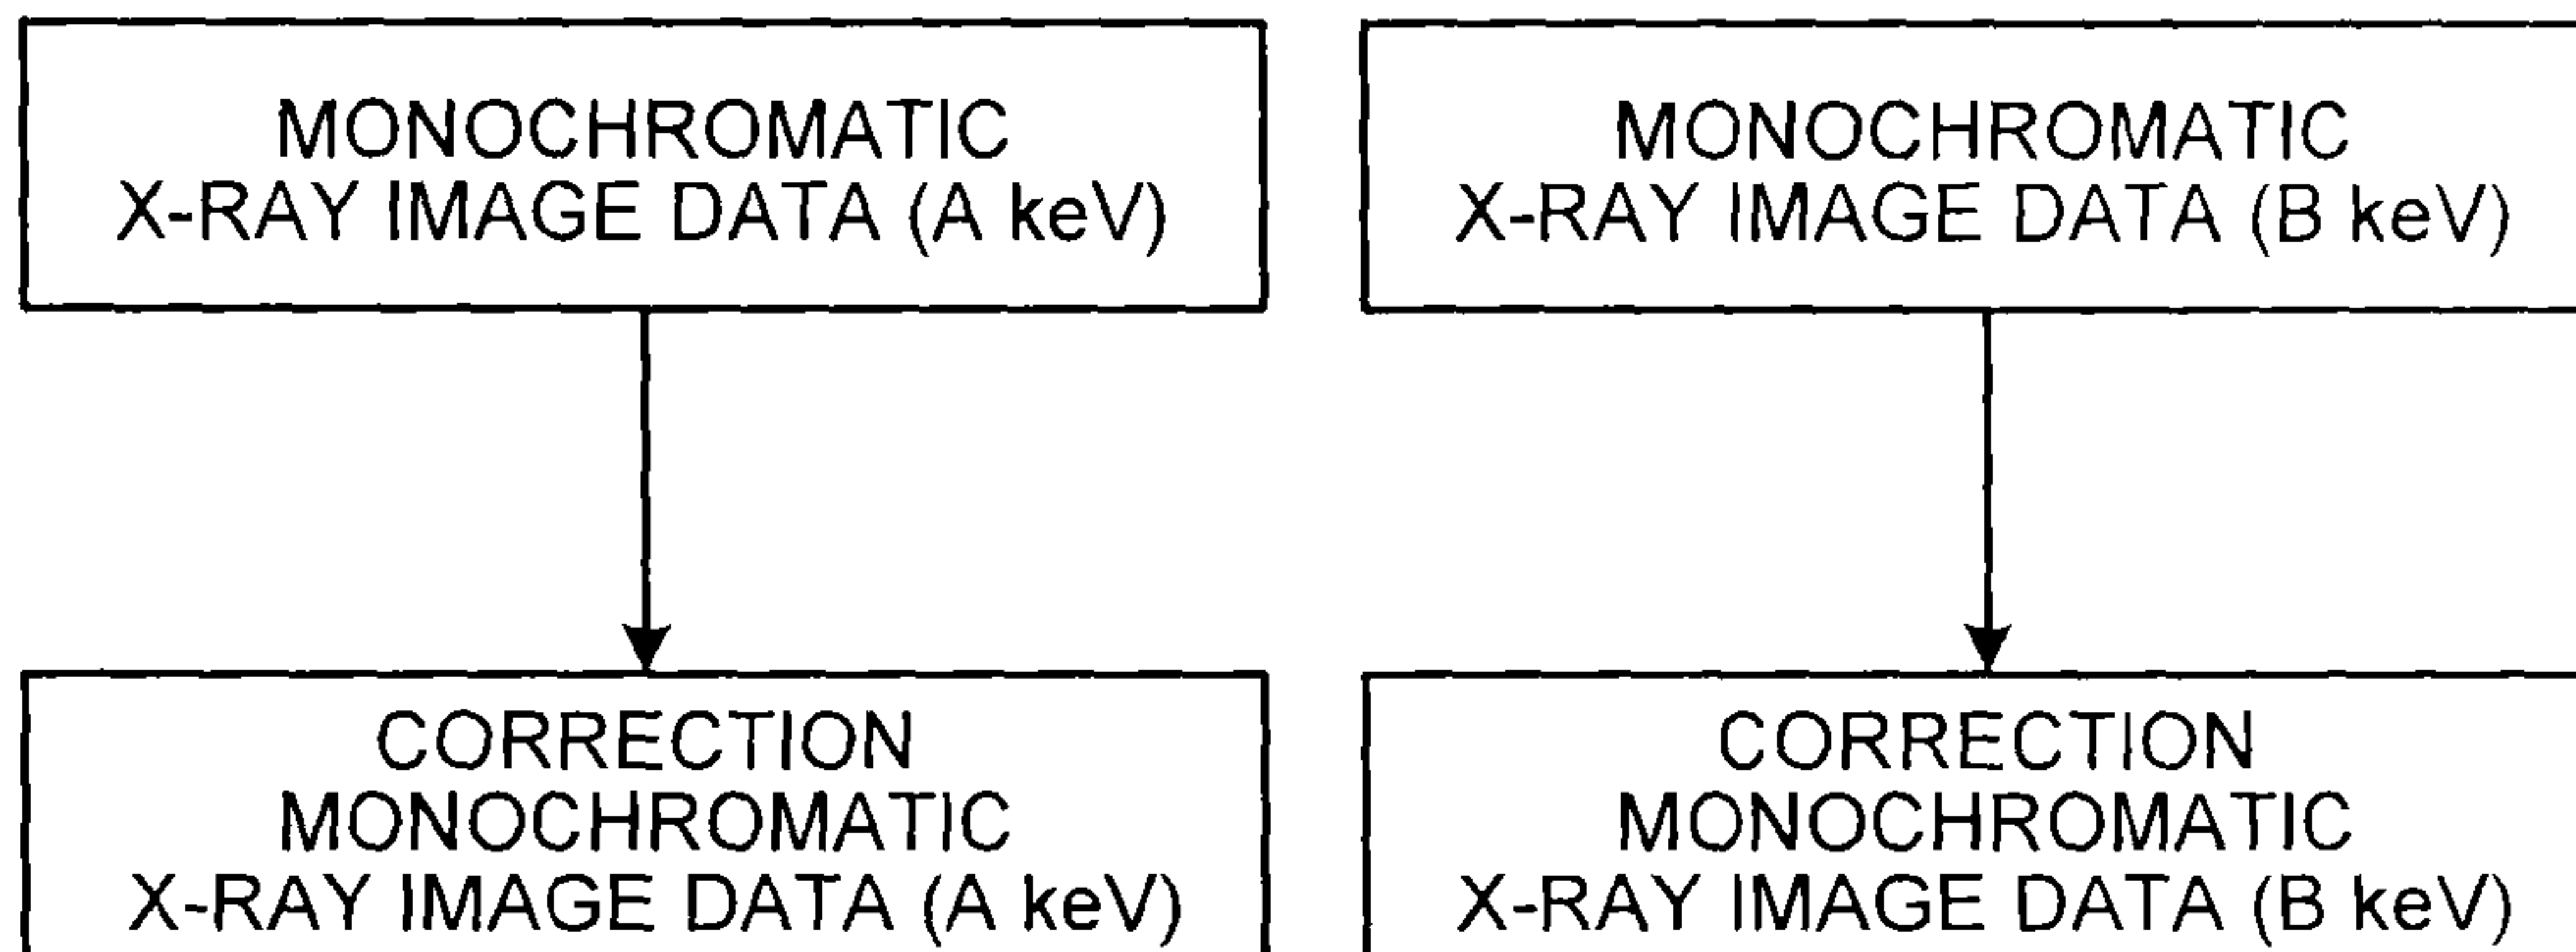 MONOCHROMATIC
X-RAY IMAGE DATA (A keV)
MONOCHROMATIC
X-RAY IMAGE DATA (B keV)
CORRECTION
MONOCHROMATIC
X-RAY IMAGE DATA (A keV)
CORRECTION
MONOCHROMATIC
X-RAY IMAGE DATA (B keV)